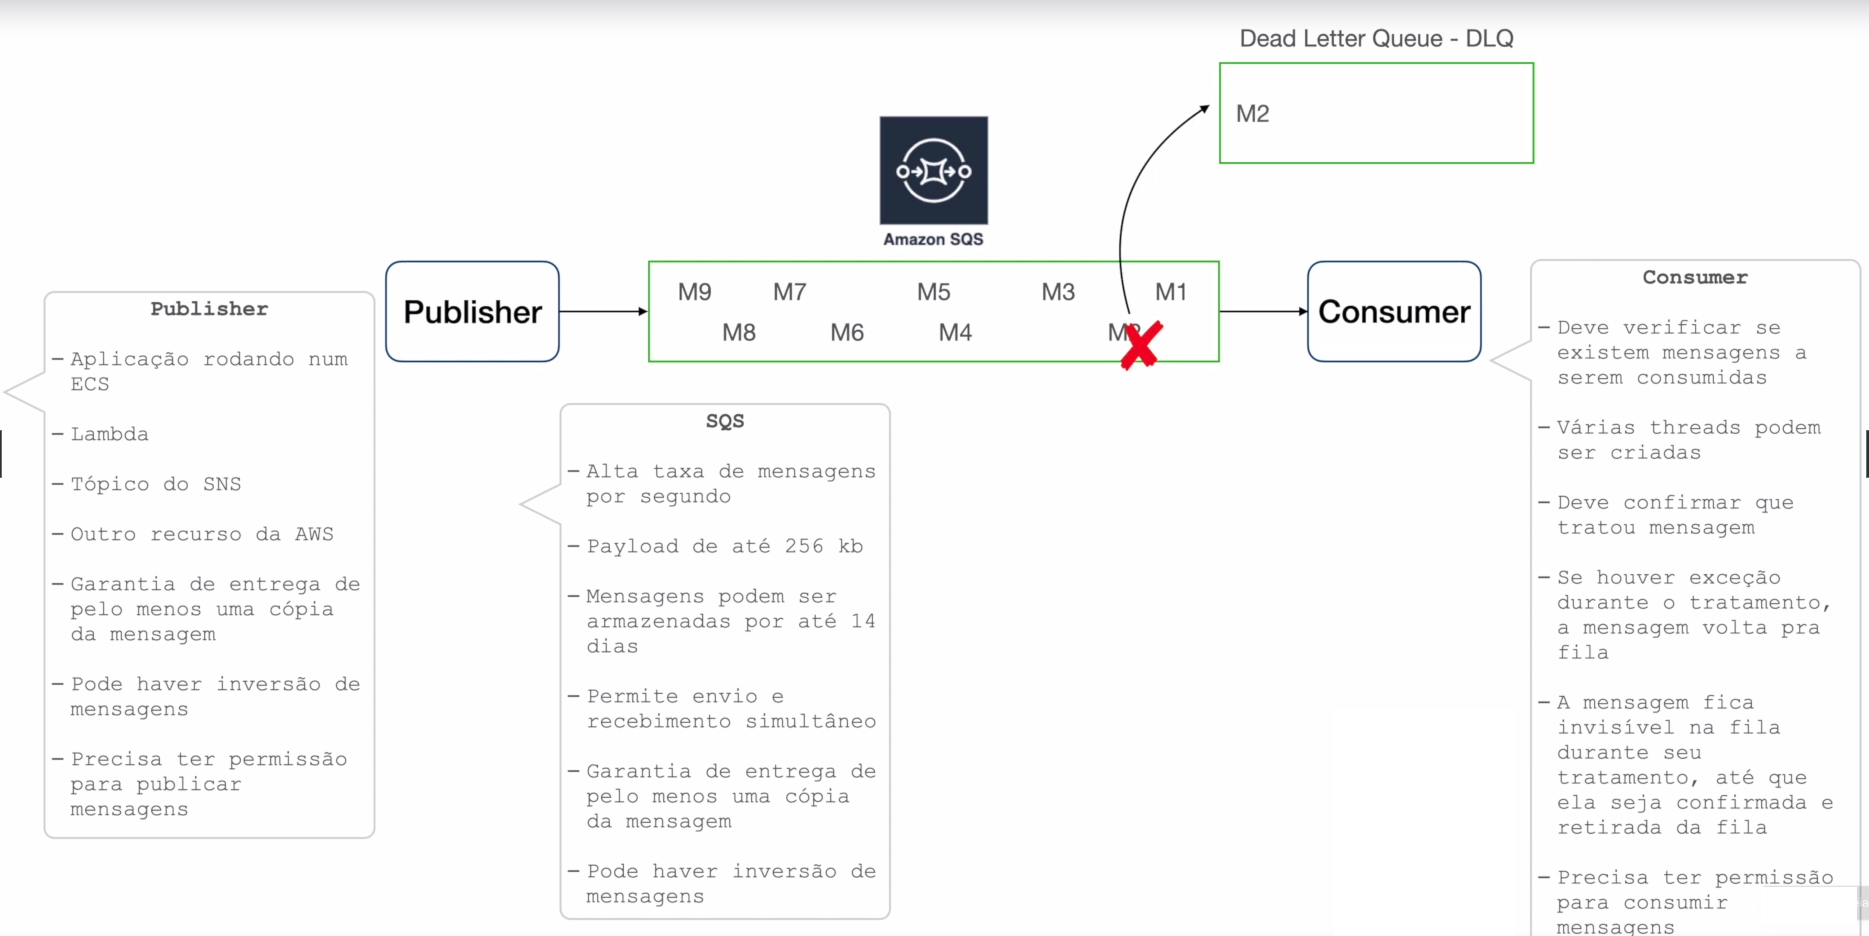 Dead Letter Queue - DLQ
M2
Amazon SQS
Publisher
– Aplicação rodando num
ECS
– Lambda
– Tópico do SNS
– Outro recurso da AWS
– Garantia de entrega de
pelo menos uma cópia
da mensagem
– Pode haver inversão de
mensagens
– Precisa ter permissão
para publicar
mensagens
Publisher
M9 M7 M5 M3 M1
M8 M6 M4
Consumer
SQS
– Alta taxa de mensagens
por segundo
– Payload de até 256 kb
– Mensagens podem ser
armazenadas por até 14
dias
– Permite envio e
recebimento simultâneo
– Garantia de entrega de
pelo menos uma cópia
da mensagem
– Pode haver inversão de
mensagens
Consumer
– Deve verificar se
existem mensagens a
serem consumidas
– Várias threads podem
ser criadas
– Deve confirmar que
tratou mensagem
– Se houver exceção
durante o tratamento,
a mensagem volta pra
fila
– A mensagem fica
invisível na fila
durante seu
tratamento, até que
ela seja confirmada e
retirada da fila
– Precisa ter permissão
para consumir
mensagens